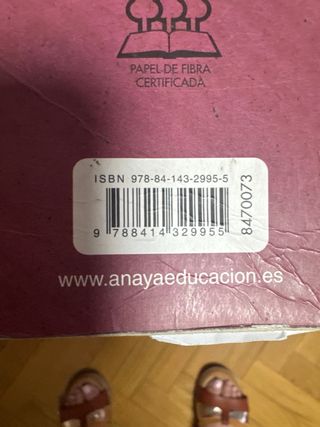 PAPEL DE FIBRA
CERTIFICADA
ISBN 978-84-143-2995-5
9 788414 329955
8470073
www.anayaeducacion.es